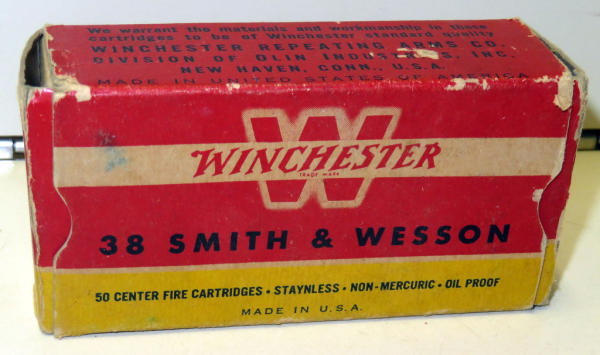 We warrant the materials and workmanship in these
cartridges to be of Winchester standard quality
WINCHESTER REPEATING ARMS CO.
DIVISION OF OLIN INDUSTRIES, INC.
NEW HAVEN, CONN., U.S.A.
MADE IN UNITED STATES OF AMERICA
W
WINCHESTER
TRADE MARK
38 SMITH & WESSON
50 CENTER FIRE CARTRIDGES • STAYNLESS • NON-MERCURIC • OIL PROOF
MADE IN U.S.A.